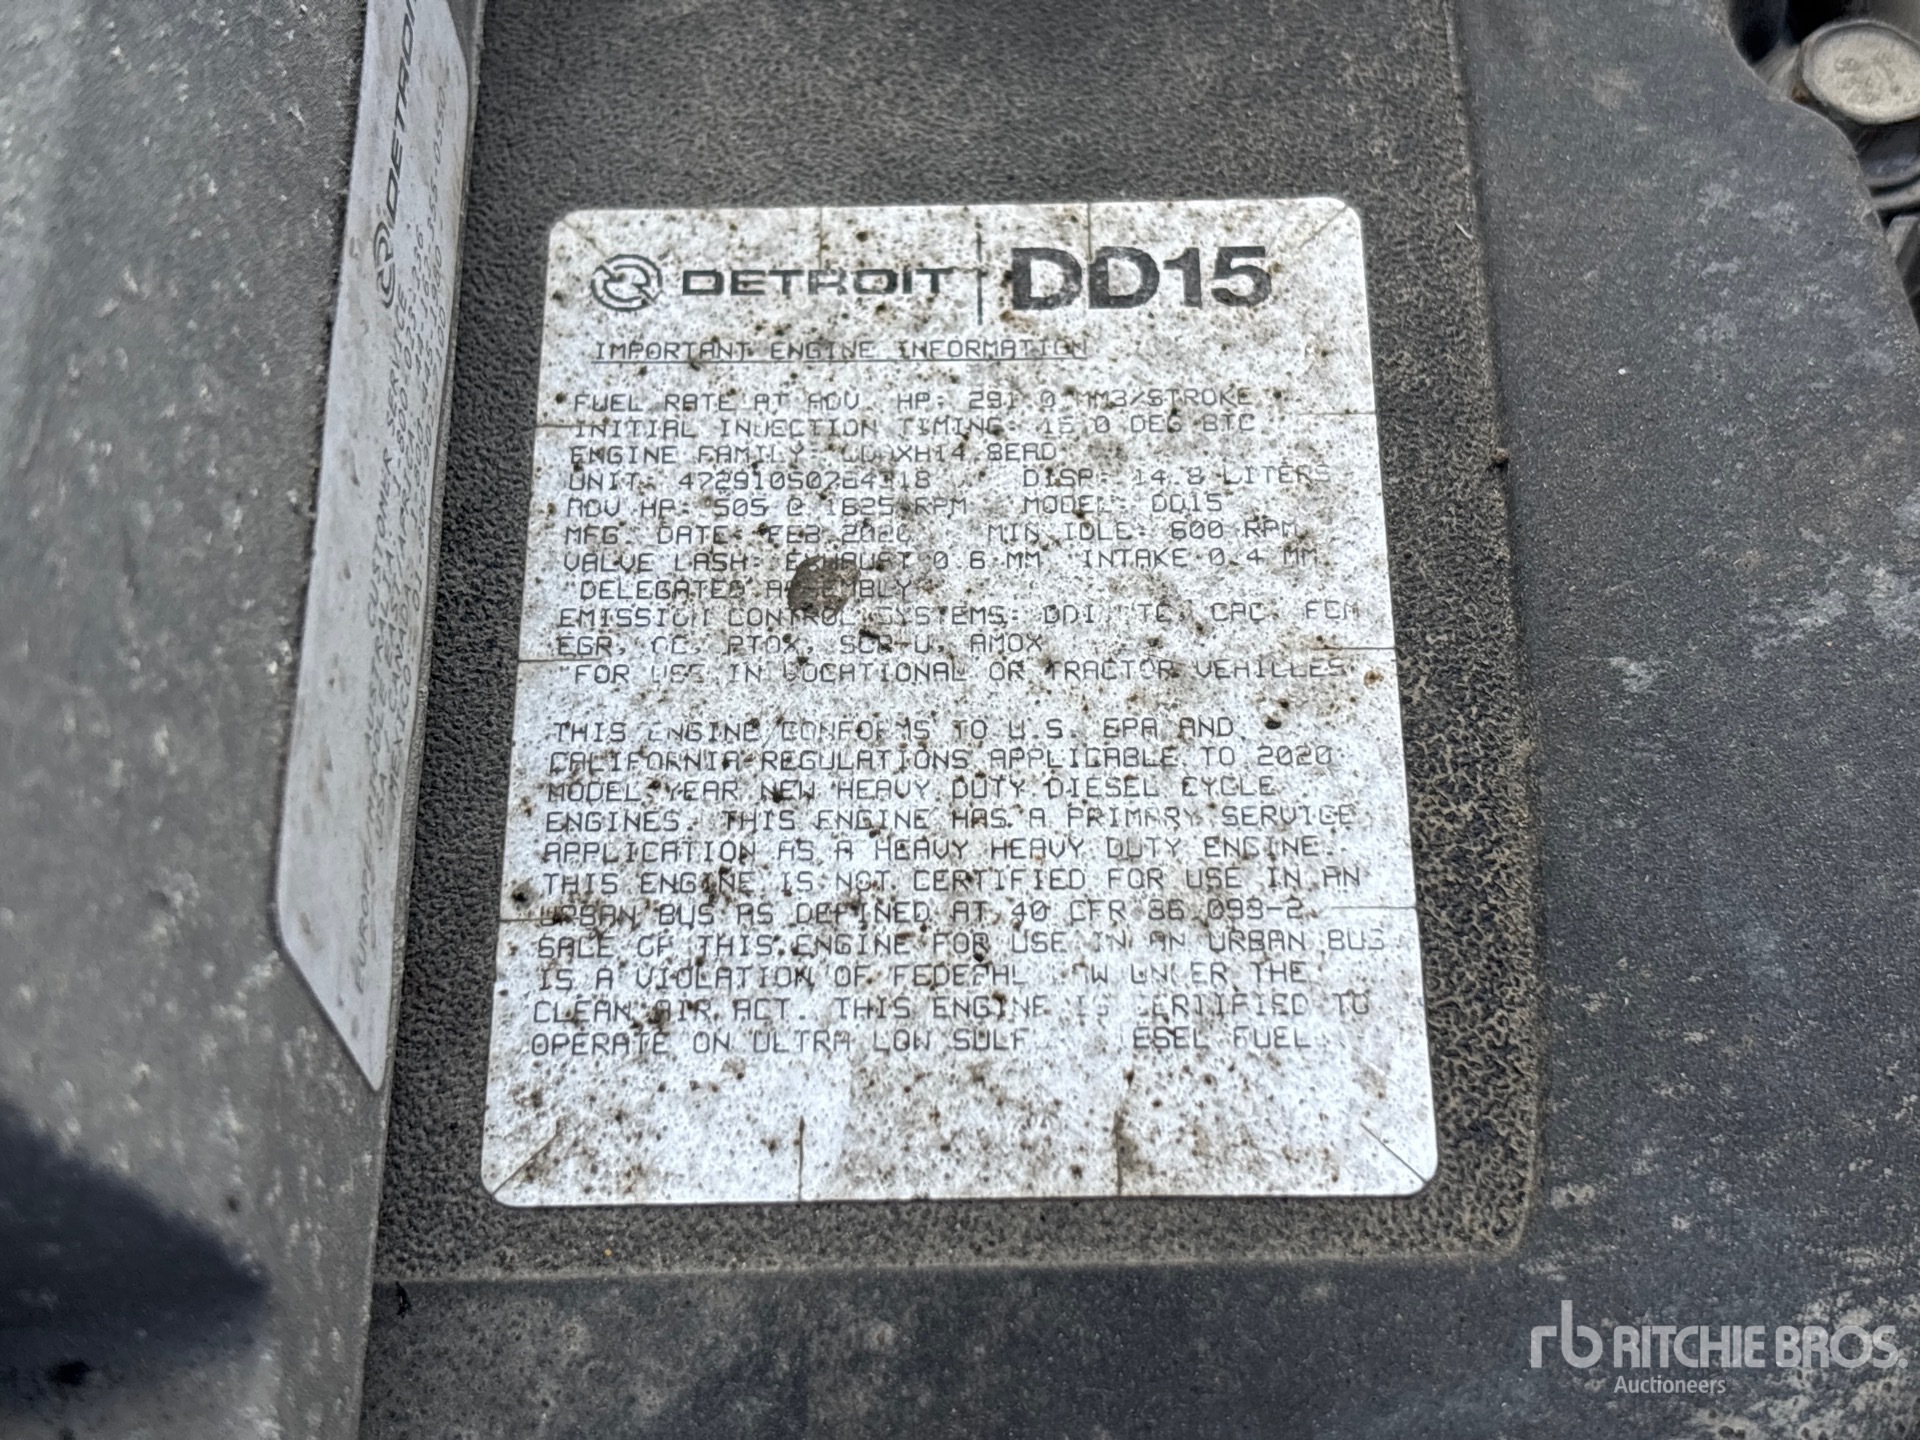 DETROIT | DD15
IMPORTANT ENGINE INFORMATION
FUEL RATE AT ADV. HP: 291.0 MM3/STROKE
INITIAL INJECTION TIMING: 15.0 DEG BTC
ENGINE FAMILY:
UNIT: DISP: 14.8 LITERS
ADV HP: 505 @ 1625 RPM MODEL: DD15
MFG. DATE: FEB 2020 MIN IDLE: 600 RPM
VALVE LASH: EXHAUST 0.6 MM INTAKE 0.4 MM
"DELEGATED ASSEMBLY"
EMISSION CONTROL SYSTEMS: DDI, TC, CAC, ECM
EGR, OC, PTOX, SCR-U, AMOX
"FOR USE IN VOCATIONAL OR TRACTOR VEHILLES
THIS ENGINE CONFORMS TO U.S. EPA AND
CALIFORNIA REGULATIONS APPLICABLE TO 2020
MODEL YEAR NEW HEAVY DUTY DIESEL CYCLE
ENGINES. THIS ENGINE HAS A PRIMARY SERVICE
APPLICATION AS A HEAVY HEAVY DUTY ENGINE.
THIS ENGINE IS NOT CERTIFIED FOR USE IN AN
URBAN BUS AS DEFINED AT 40 CFR 86.093-2.
SALE OF THIS ENGINE FOR USE IN AN URBAN BUS
IS A VIOLATION OF FEDERAL LAW UNDER THE
CLEAN AIR ACT. THIS ENGINE IS CERTIFIED TO
OPERATE ON ULTRA LOW SULFUR DIESEL FUEL.
DETROIT
rb RITCHIE BROS.
Auctioneers